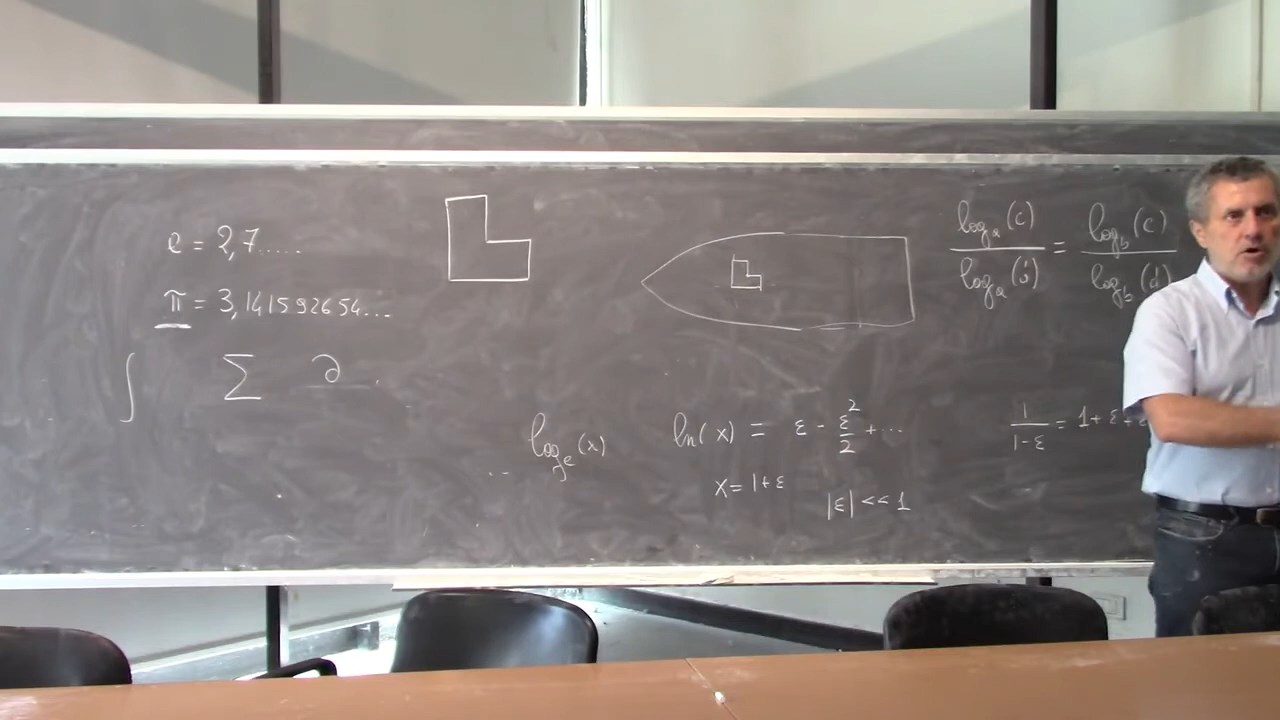 e = 2,7.....
π = 3,141592654...
∫ ∑ ∂
log_e(x)
ln(x) = ε - ε²/2 + ...
x = 1+ε
|ε| << 1
log_a(c) / log_a(d) = log_b(c) / log_b(d)
1/(1-ε) = 1 + ε + ε